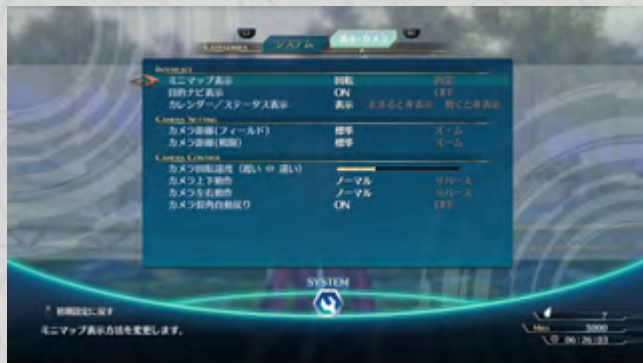 CATEGORIES システム 表示・カメラ
INTERFACE
ミニマップ表示 回転 固定
目的ナビ表示 ON OFF
カレンダー／ステータス表示 表示 止まると非表示 動くと非表示
CAMERA SETTING
カメラ距離(フィールド) 標準 ズーム
カメラ距離(戦闘) 標準 ズーム
CAMERA CONTROL
カメラ回転速度（遅い ⇔ 速い）
カメラ上下動作 ノーマル リバース
カメラ左右動作 ノーマル リバース
カメラ仰角自動戻り ON OFF
SYSTEM
初期設定に戻す
ミニマップ表示方法を変更します。
7
Mira 5000
06:26:03